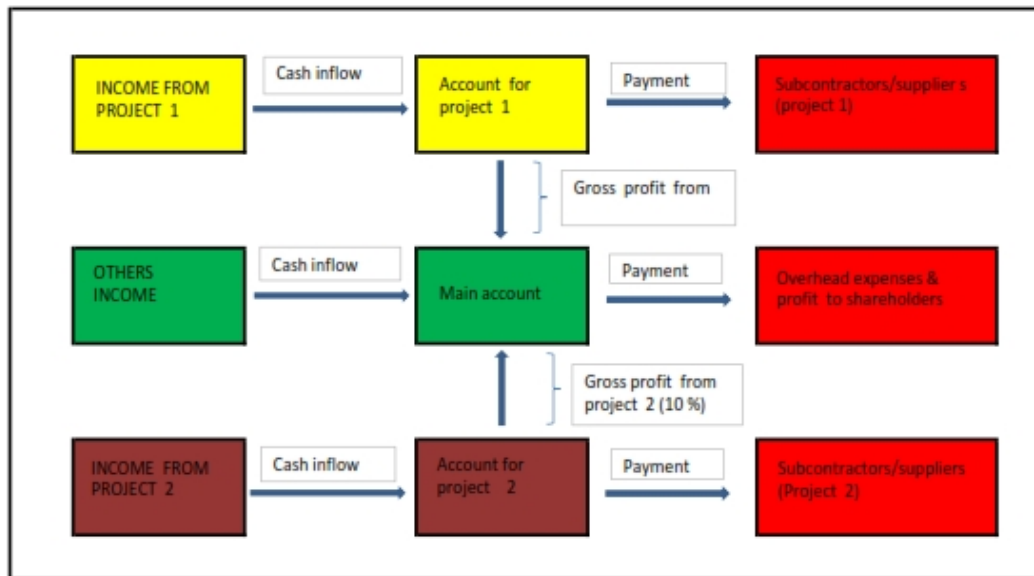 Cash inflow
Payment
INCOME FROM
PROJECT 1
Account for
project 1
Subcontractors/supplier s
(project 1)
Gross profit from
Cash inflow
Payment
OTHERS
INCOME
Main account
Overhead expenses &
profit to shareholders
Gross profit from
project 2 (10 %)
Cash inflow
Payment
INCOME FROM
PROJECT 2
Account for
project 2
Subcontractors/suppliers
(Project 2)